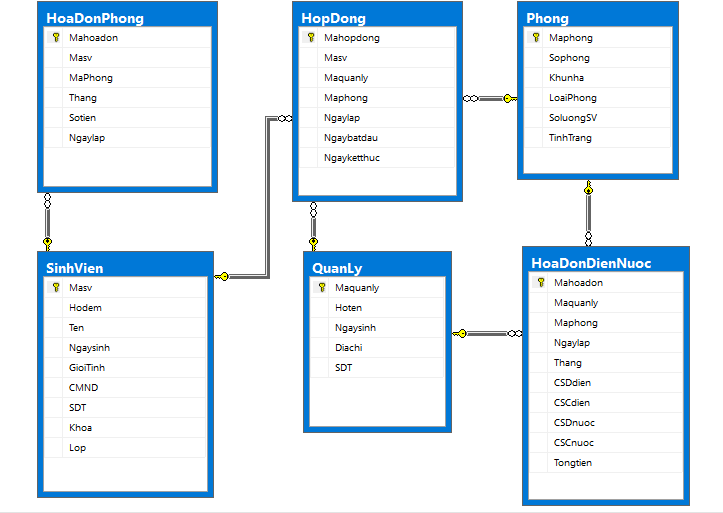 HoaDonPhong
Mahoadon
Masv
MaPhong
Thang
Sotien
Ngaylap
HopDong
Mahopdong
Masv
Maquanly
Maphong
Ngaylap
Ngaybatdau
Ngayketthuc
Phong
Maphong
Sophong
Khunha
LoaiPhong
SoluongSV
TinhTrang
SinhVien
Masv
Hodem
Ten
Ngaysinh
GioiTinh
CMND
SDT
Khoa
Lop
QuanLy
Maquanly
Hoten
Ngaysinh
Diachi
SDT
HoaDonDienNuoc
Mahoadon
Maquanly
Maphong
Ngaylap
Thang
CSDdien
CSCdien
CSDnuoc
CSCnuoc
Tongtien